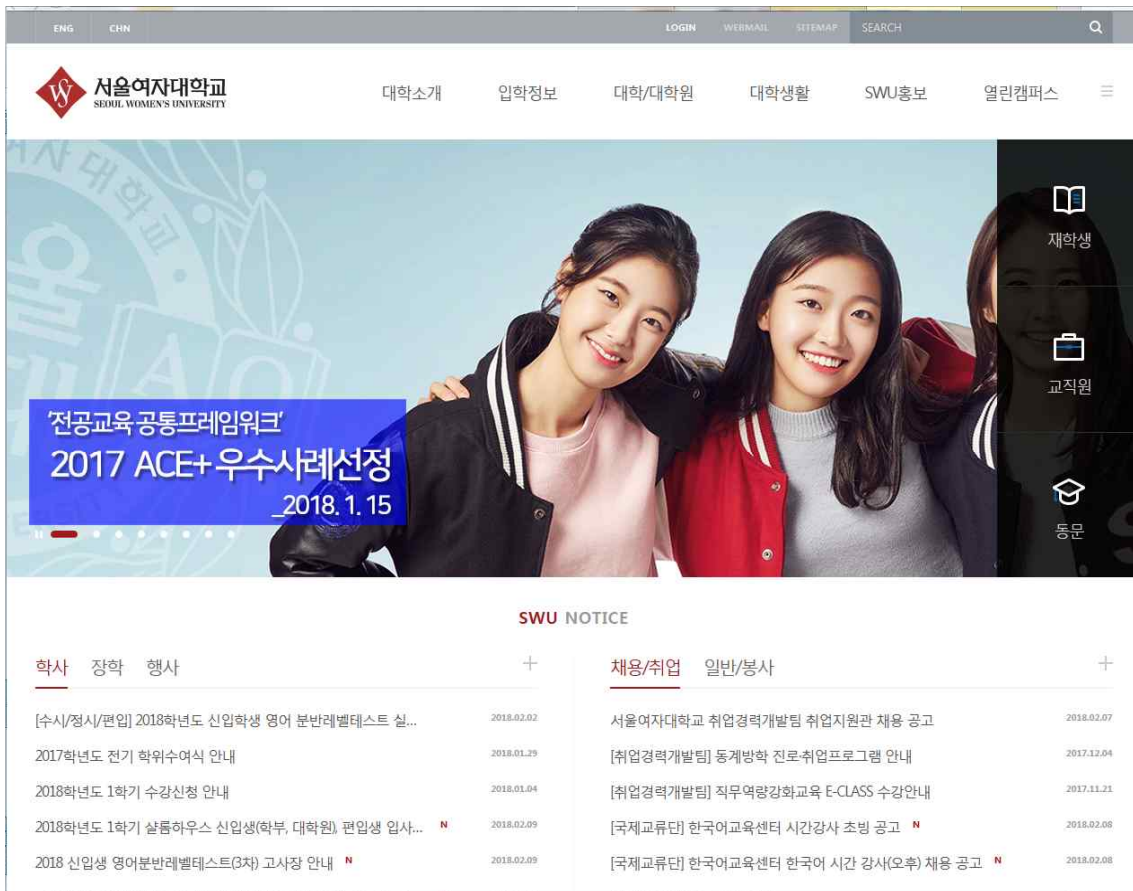 ENG CHN LOGIN WEBMAIL SITEMAP SEARCH
서울여자대학교
SEOUL WOMEN'S UNIVERSITY
대학소개 입학정보 대학/대학원 대학생활 SWU홍보 열린캠퍼스
재학생
교직원
동문
'전공교육 공통프레임워크'
2017 ACE+ 우수사례선정
_2018. 1. 15
SWU NOTICE
학사 장학 행사
[수시/정시/편입] 2018학년도 신입학생 영어 분반레벨테스트 실... 2018.02.02
2017학년도 전기 학위수여식 안내 2018.01.29
2018학년도 1학기 수강신청 안내 2018.01.04
2018학년도 1학기 샬롬하우스 신입생(학부, 대학원), 편입생 입사... N 2018.02.09
2018 신입생 영어분반레벨테스트(3차) 고사장 안내 N 2018.02.09
채용/취업 일반/봉사
서울여자대학교 취업경력개발팀 취업지원관 채용 공고 2018.02.07
[취업경력개발팀] 동계방학 진로·취업프로그램 안내 2017.12.04
[취업경력개발팀] 직무역량강화교육 E-CLASS 수강안내 2017.11.21
[국제교류단] 한국어교육센터 시간강사 초빙 공고 N 2018.02.08
[국제교류단] 한국어교육센터 한국어 시간 강사(오후) 채용 공고 N 2018.02.08